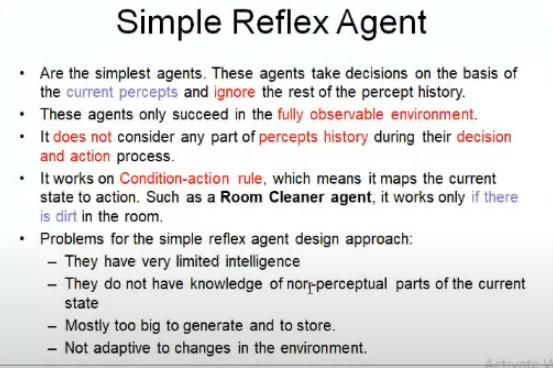 Simple Reflex Agent
• Are the simplest agents. These agents take decisions on the basis of
the current percepts and ignore the rest of the percept history.
• These agents only succeed in the fully observable environment.
• It does not consider any part of percepts history during their decision
and action process.
• It works on Condition-action rule, which means it maps the current
state to action. Such as a Room Cleaner agent, it works only if there
is dirt in the room.
• Problems for the simple reflex agent design approach:
– They have very limited intelligence
– They do not have knowledge of non-perceptual parts of the current
state
– Mostly too big to generate and to store.
– Not adaptive to changes in the environment.
Activate W